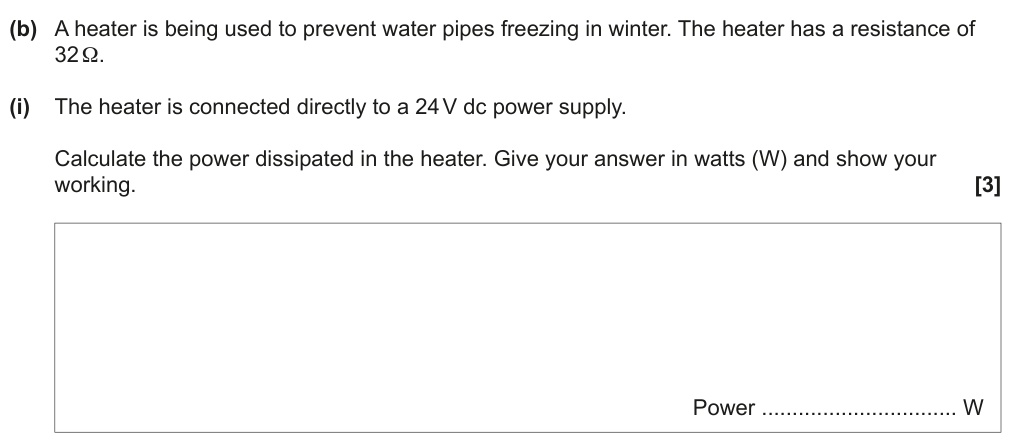 (b) A heater is being used to prevent water pipes freezing in winter. The heater has a resistance of
32 Ω.
(i) The heater is connected directly to a 24 V dc power supply.
Calculate the power dissipated in the heater. Give your answer in watts (W) and show your
working. [3]
Power ................................ W